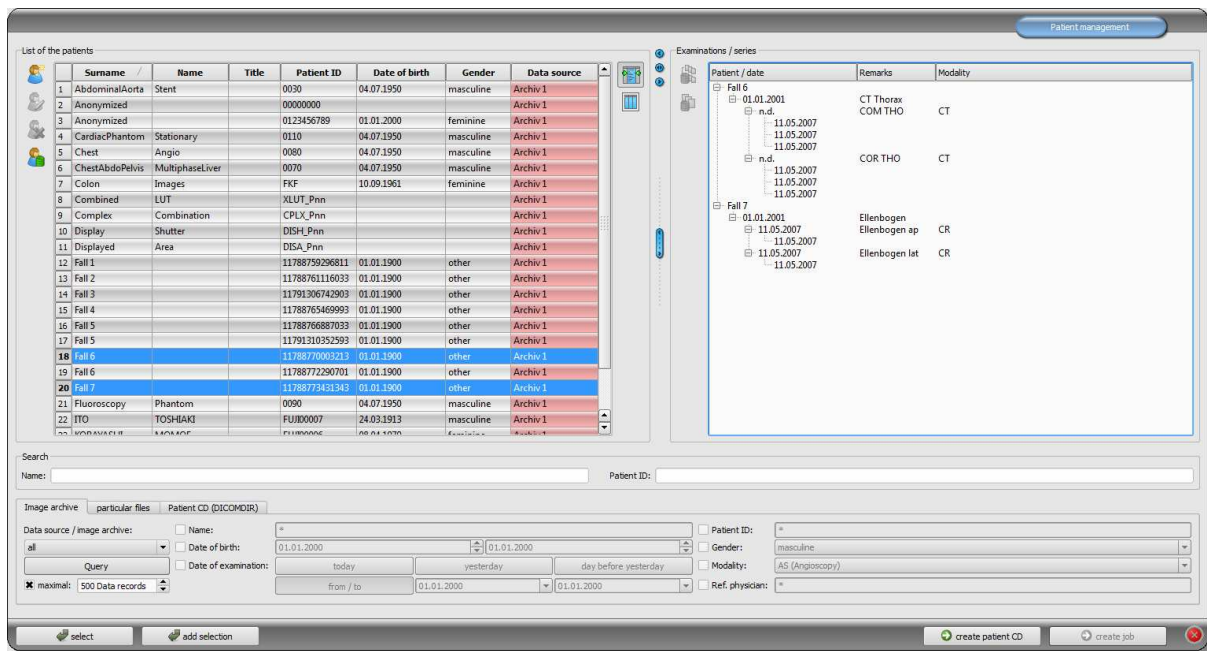 Patient management
List of the patients
Surname Name Title Patient ID Date of birth Gender Data source
1 AbdominalAorta Stent 0030 04.07.1950 masculine Archiv 1
2 Anonymized 00000000 Archiv 1
3 Anonymized 0123456789 01.01.2000 feminine Archiv 1
4 CardiacPhantom Stationary 0110 04.07.1950 masculine Archiv 1
5 Chest Angio 0080 04.07.1950 masculine Archiv 1
6 ChestAbdoPelvis MultiphaseLiver 0070 04.07.1950 masculine Archiv 1
7 Colon Images FKF 10.09.1961 feminine Archiv 1
8 Combined LUT XLUT_Pnn Archiv 1
9 Complex Combination CPLX_Pnn Archiv 1
10 Display Shutter DISH_Pnn Archiv 1
11 Displayed Area DISA_Pnn Archiv 1
12 Fall 1 11788759296811 01.01.1900 other Archiv 1
13 Fall 2 11788761116033 01.01.1900 other Archiv 1
14 Fall 3 11791306742903 01.01.1900 other Archiv 1
15 Fall 4 11788765469993 01.01.1900 other Archiv 1
16 Fall 5 11788766887033 01.01.1900 other Archiv 1
17 Fall 5 11791310352593 01.01.1900 other Archiv 1
18 Fall 6 11788770003213 01.01.1900 other Archiv 1
19 Fall 6 11788772290701 01.01.1900 other Archiv 1
20 Fall 7 11788773431343 01.01.1900 other Archiv 1
21 Fluoroscopy Phantom 0090 04.07.1950 masculine Archiv 1
22 ITO TOSHIAKI FUJI00007 24.03.1913 masculine Archiv 1
Examinations / series
Patient / date Remarks Modality
Fall 6
01.01.2001 CT Thorax
n.d. COM THO CT
11.05.2007
11.05.2007
11.05.2007
n.d. COR THO CT
11.05.2007
11.05.2007
11.05.2007
Fall 7
01.01.2001 Ellenbogen
11.05.2007 Ellenbogen ap CR
11.05.2007
11.05.2007 Ellenbogen lat CR
11.05.2007
Search
Name: Patient ID:
Image archive particular files Patient CD (DICOMDIR)
Data source / image archive: Name: * Patient ID: *
all Date of birth: 01.01.2000 01.01.2000 Gender: masculine
Query Date of examination: today yesterday day before yesterday Modality: AS (Angioscopy)
maximal: 500 Data records from / to 01.01.2000 01.01.2000 Ref. physician: *
select add selection create patient CD create job